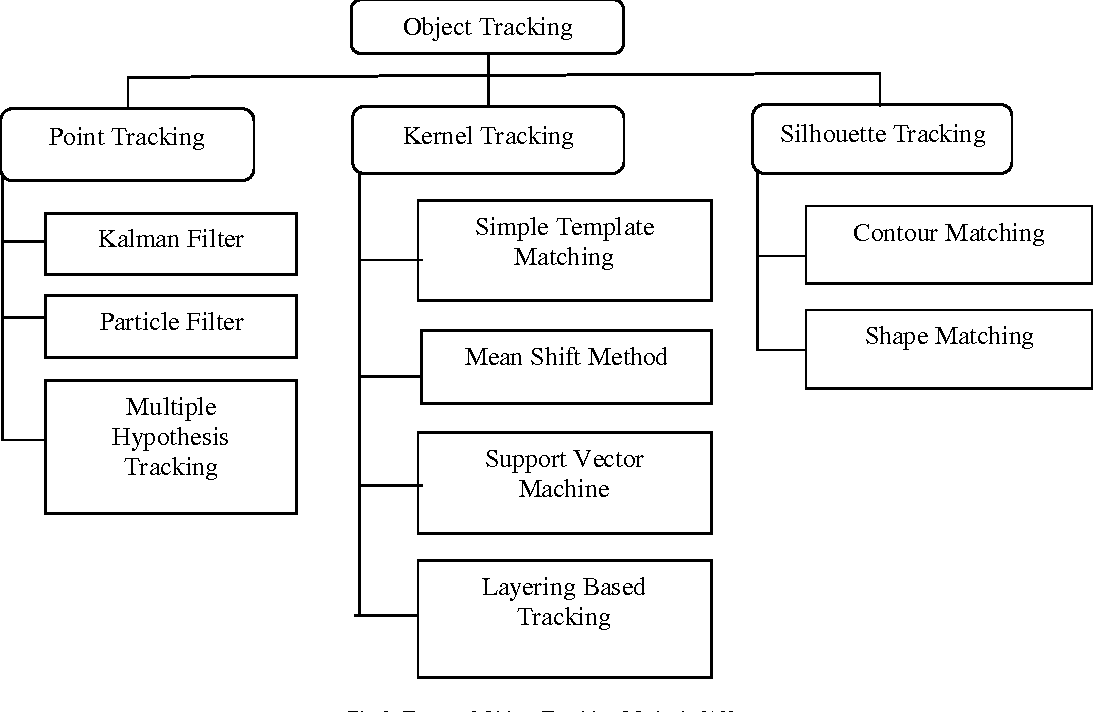 Object Tracking
Point Tracking
Kernel Tracking
Silhouette Tracking
Kalman Filter
Particle Filter
Multiple
Hypothesis
Tracking
Simple Template
Matching
Mean Shift Method
Support Vector
Machine
Layering Based
Tracking
Contour Matching
Shape Matching